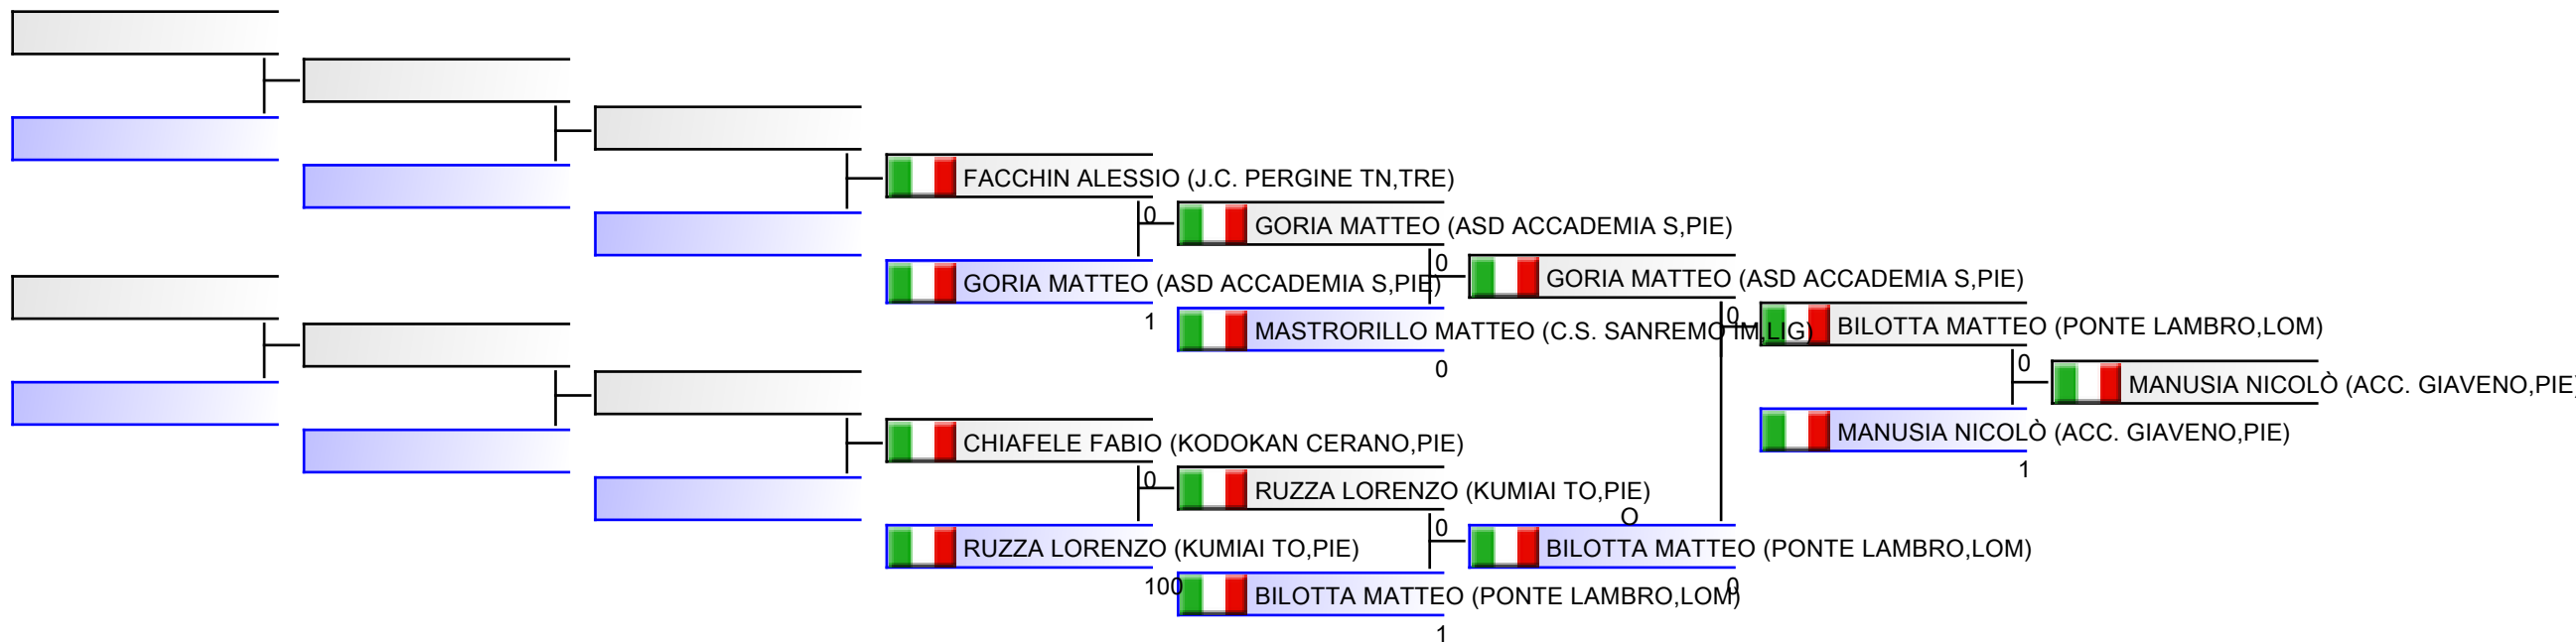 FACCHIN ALESSIO (J.C. PERGINE TN,TRE)
0
GORIA MATTEO (ASD ACCADEMIA S,PIE)
GORIA MATTEO (ASD ACCADEMIA S,PIE)
1
0
GORIA MATTEO (ASD ACCADEMIA S,PIE)
MASTRORILLO MATTEO (C.S. SANREMO IM,LIG)
0
0
BILOTTA MATTEO (PONTE LAMBRO,LOM)
0
MANUSIA NICOLÒ (ACC. GIAVENO,PIE)
MANUSIA NICOLÒ (ACC. GIAVENO,PIE)
1
CHIAFELE FABIO (KODOKAN CERANO,PIE)
0
RUZZA LORENZO (KUMIAI TO,PIE)
O
RUZZA LORENZO (KUMIAI TO,PIE)
100
0
BILOTTA MATTEO (PONTE LAMBRO,LOM)
0
BILOTTA MATTEO (PONTE LAMBRO,LOM)
1